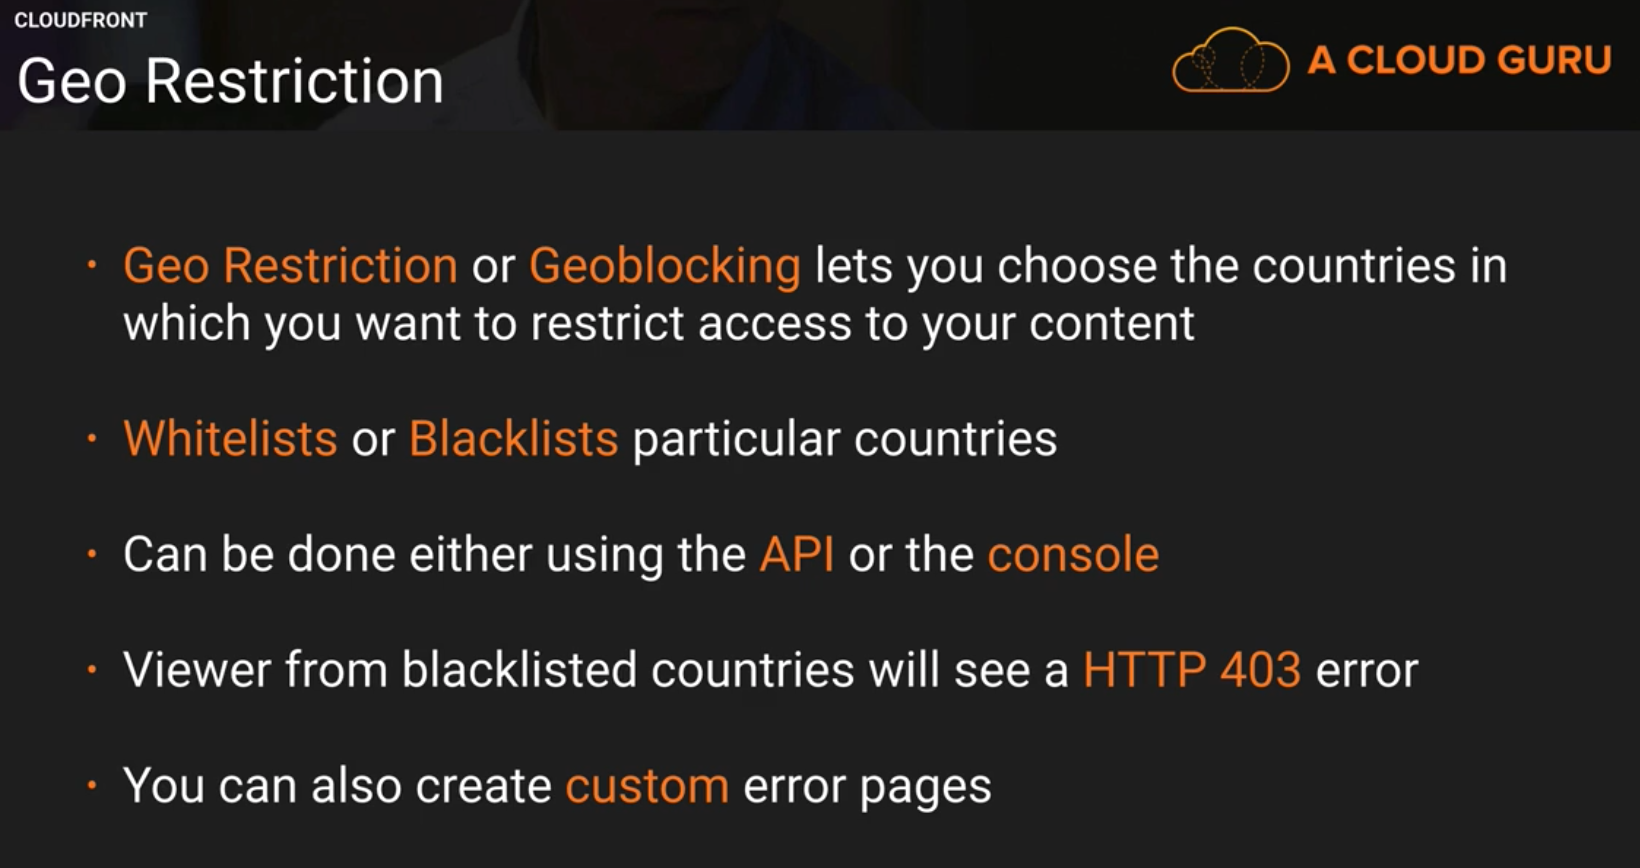 CLOUDFRONT
Geo Restriction
A CLOUD GURU
· Geo Restriction or Geoblocking lets you choose the countries in
which you want to restrict access to your content
· Whitelists or Blacklists particular countries
· Can be done either using the API or the console
· Viewer from blacklisted countries will see a HTTP 403 error
· You can also create custom error pages